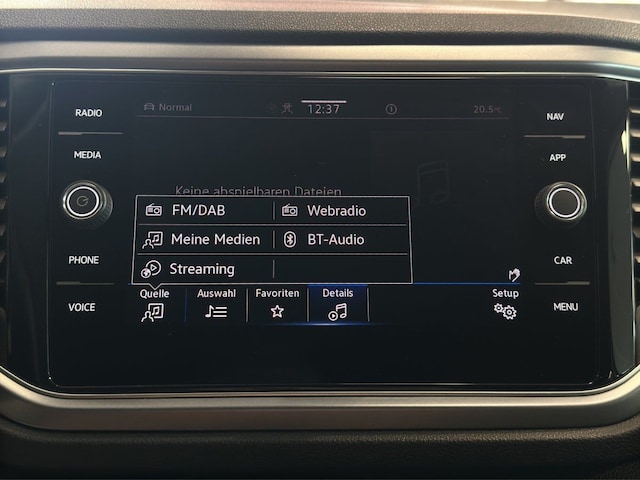 RADIO
MEDIA
PHONE
VOICE
Normal
12:37
20.5°C
Keine abspielbaren Dateien
FM/DAB
Webradio
Meine Medien
BT-Audio
Streaming
Quelle
Auswahl
Favoriten
Details
Setup
NAV
APP
CAR
MENU